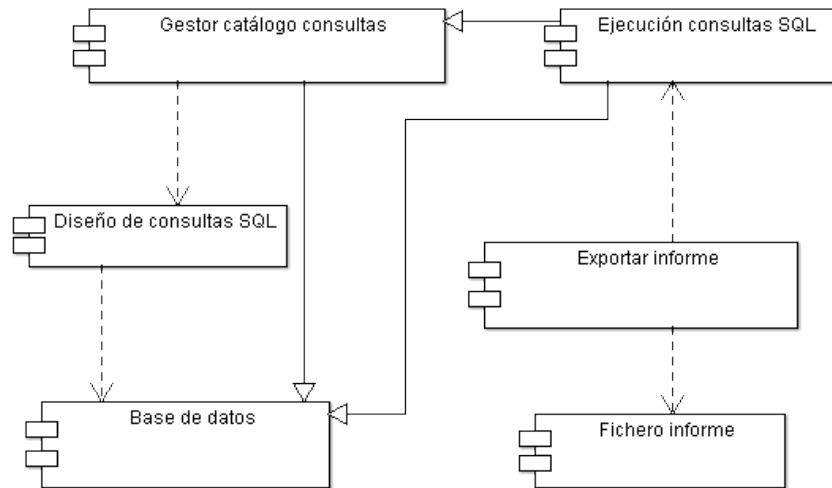 Gestor catálogo consultas
Ejecución consultas SQL
Diseño de consultas SQL
Exportar informe
Base de datos
Fichero informe